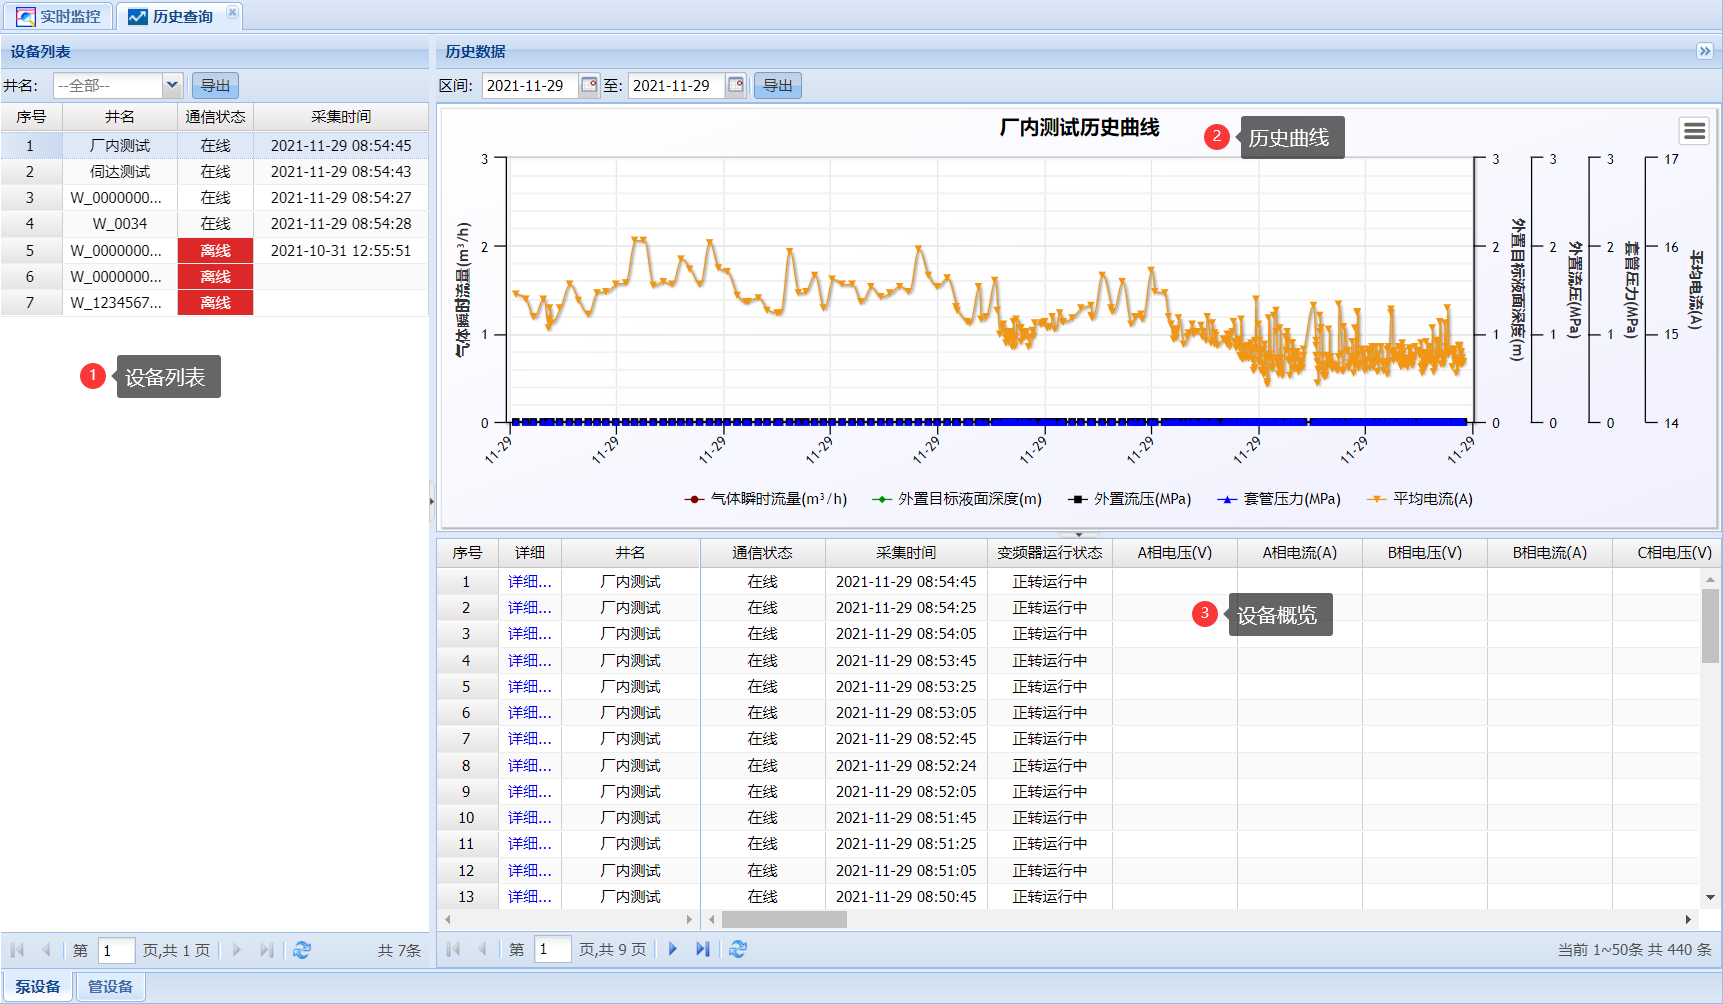 实时监控 历史查询
设备列表
井名: --全部-- 导出
序号 井名 通信状态 采集时间
1 厂内测试 在线 2021-11-29 08:54:45
2 伺达测试 在线 2021-11-29 08:54:43
3 W_0000000... 在线 2021-11-29 08:54:27
4 W_0034 在线 2021-11-29 08:54:28
5 W_0000000... 离线 2021-10-31 12:55:51
6 W_0000000... 离线
7 W_1234567... 离线
1 设备列表
第 1 页,共 1 页 共 7条
历史数据
区间: 2021-11-29 至: 2021-11-29 导出
厂内测试历史曲线
2 历史曲线
气体瞬时流量(m³/h)
3
2
1
0
11-29 11-29 11-29 11-29 11-29 11-29 11-29 11-29 11-29 11-29
3 3 3 17
2 2 2 16
1 1 1 15
0 0 0 14
外置目标液面深度(m)
外置流压(MPa)
套管压力(MPa)
平均电流(A)
气体瞬时流量(m³/h) 外置目标液面深度(m) 外置流压(MPa) 套管压力(MPa) 平均电流(A)
序号 详细 井名 通信状态 采集时间 变频器运行状态 A相电压(V) A相电流(A) B相电压(V) B相电流(A) C相电压(V)
1 详细... 厂内测试 在线 2021-11-29 08:54:45 正转运行中
2 详细... 厂内测试 在线 2021-11-29 08:54:25 正转运行中
3 详细... 厂内测试 在线 2021-11-29 08:54:05 正转运行中
4 详细... 厂内测试 在线 2021-11-29 08:53:45 正转运行中
5 详细... 厂内测试 在线 2021-11-29 08:53:25 正转运行中
6 详细... 厂内测试 在线 2021-11-29 08:53:05 正转运行中
7 详细... 厂内测试 在线 2021-11-29 08:52:45 正转运行中
8 详细... 厂内测试 在线 2021-11-29 08:52:24 正转运行中
9 详细... 厂内测试 在线 2021-11-29 08:52:05 正转运行中
10 详细... 厂内测试 在线 2021-11-29 08:51:45 正转运行中
11 详细... 厂内测试 在线 2021-11-29 08:51:25 正转运行中
12 详细... 厂内测试 在线 2021-11-29 08:51:05 正转运行中
13 详细... 厂内测试 在线 2021-11-29 08:50:45 正转运行中
3 设备概览
第 1 页,共 9 页 当前 1~50条 共 440 条
泵设备 管设备